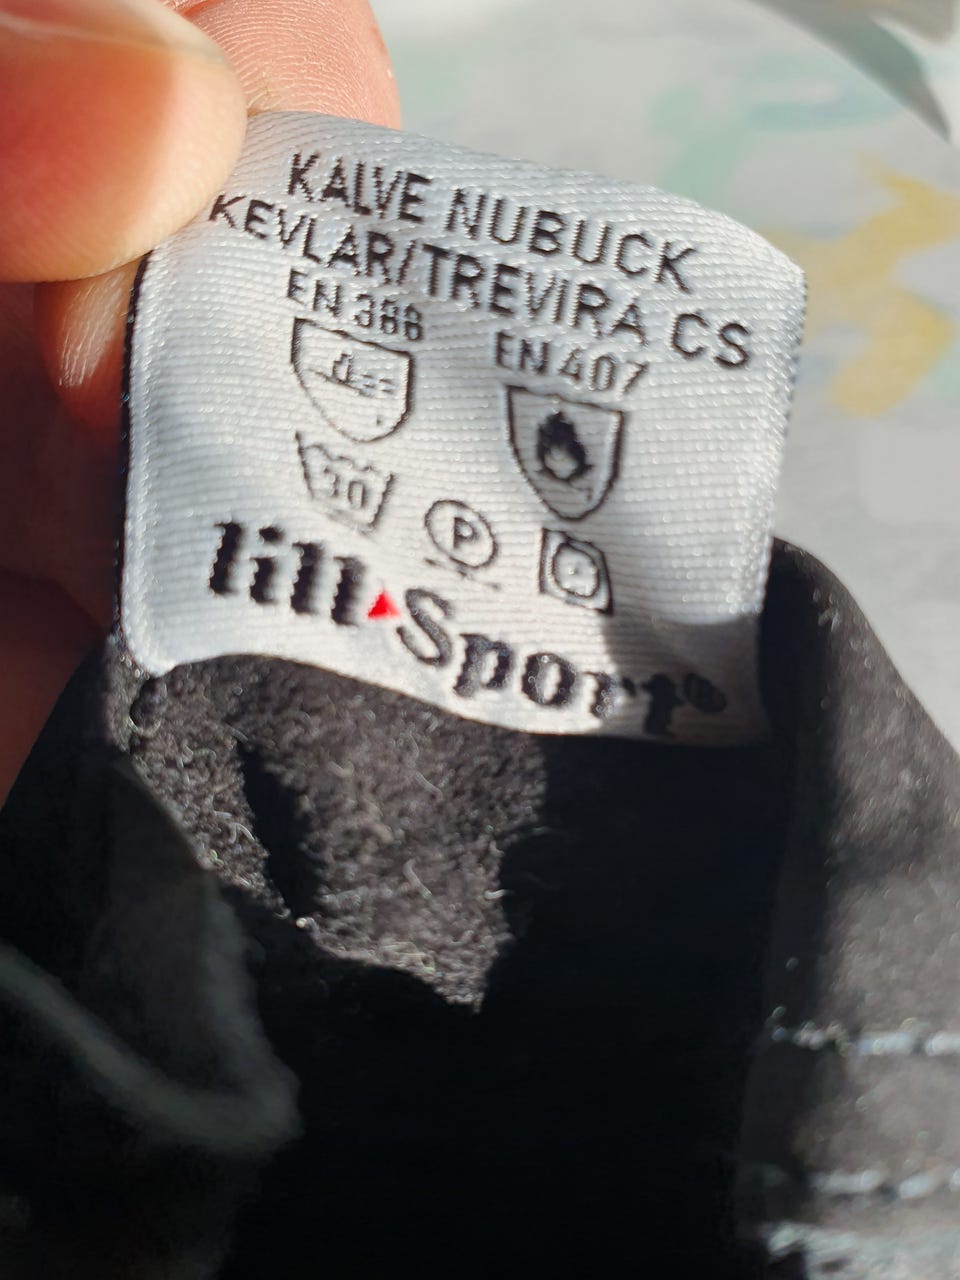 KALVE NUBUCK
KEVLAR/TREVIRA CS
EN 388
EN 407
30
P
lill Sport®